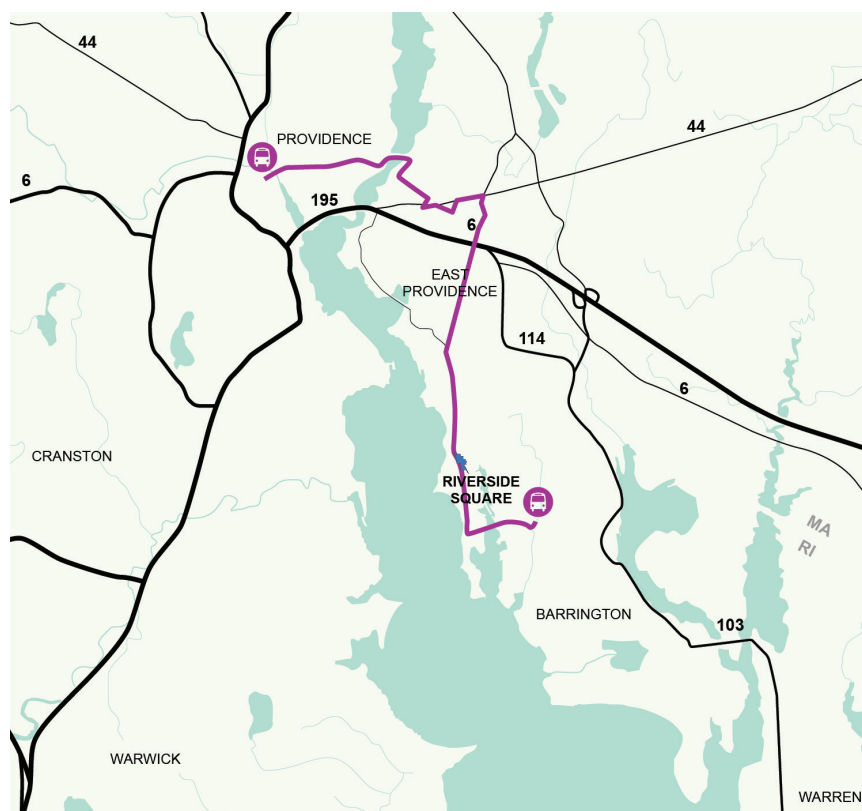 44
PROVIDENCE
44
6
195
6
EAST
PROVIDENCE
114
6
CRANSTON
RIVERSIDE
SQUARE
MA
RI
BARRINGTON
103
WARWICK
WARREN